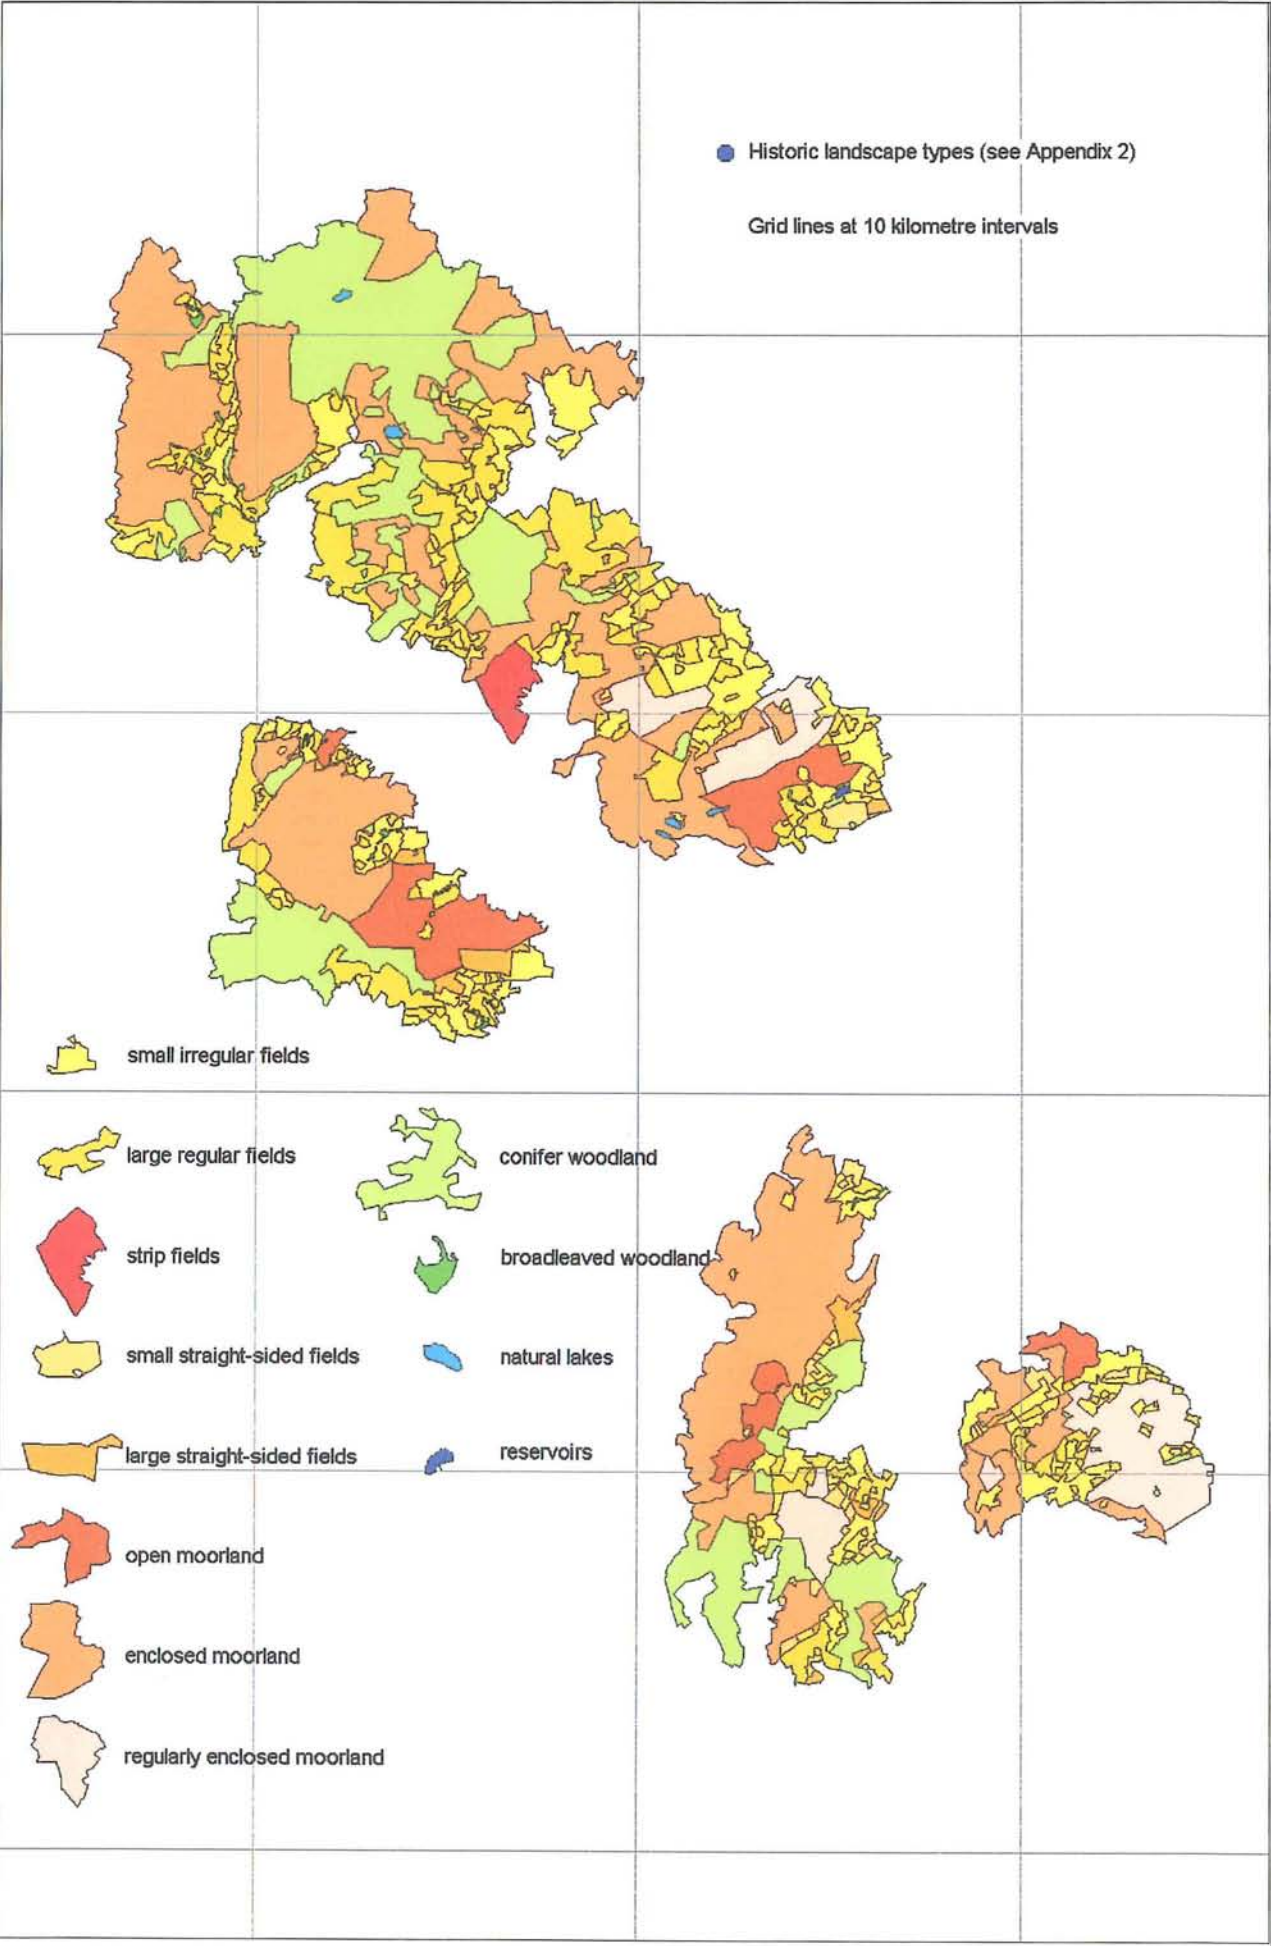 Historic landscape types (see Appendix 2)
Grid lines at 10 kilometre intervals
small irregular fields
large regular fields
conifer woodland
strip fields
broadleaved woodland
small straight-sided fields
natural lakes
large straight-sided fields
reservoirs
open moorland
enclosed moorland
regularly enclosed moorland